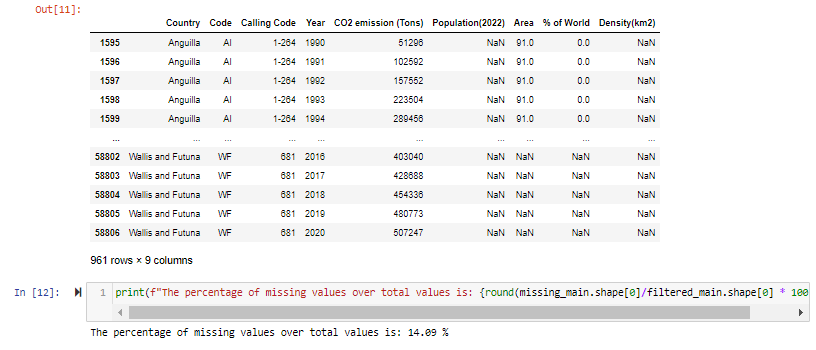 Out[11]:
Country Code Calling Code Year CO2 emission (Tons) Population(2022) Area % of World Density(km2)
1595 Anguilla AI 1-264 1990 51296 NaN 91.0 0.0 NaN
1596 Anguilla AI 1-264 1991 102592 NaN 91.0 0.0 NaN
1597 Anguilla AI 1-264 1992 157552 NaN 91.0 0.0 NaN
1598 Anguilla AI 1-264 1993 223504 NaN 91.0 0.0 NaN
1599 Anguilla AI 1-264 1994 289456 NaN 91.0 0.0 NaN
... ... ... ... ... ... ... ... ... ...
58802 Wallis and Futuna WF 681 2016 403040 NaN NaN NaN NaN
58803 Wallis and Futuna WF 681 2017 428688 NaN NaN NaN NaN
58804 Wallis and Futuna WF 681 2018 454336 NaN NaN NaN NaN
58805 Wallis and Futuna WF 681 2019 480773 NaN NaN NaN NaN
58806 Wallis and Futuna WF 681 2020 507247 NaN NaN NaN NaN
961 rows × 9 columns
In [12]: 1 print(f"The percentage of missing values over total values is: {round(missing_main.shape[0]/filtered_main.shape[0] * 100
The percentage of missing values over total values is: 14.09 %